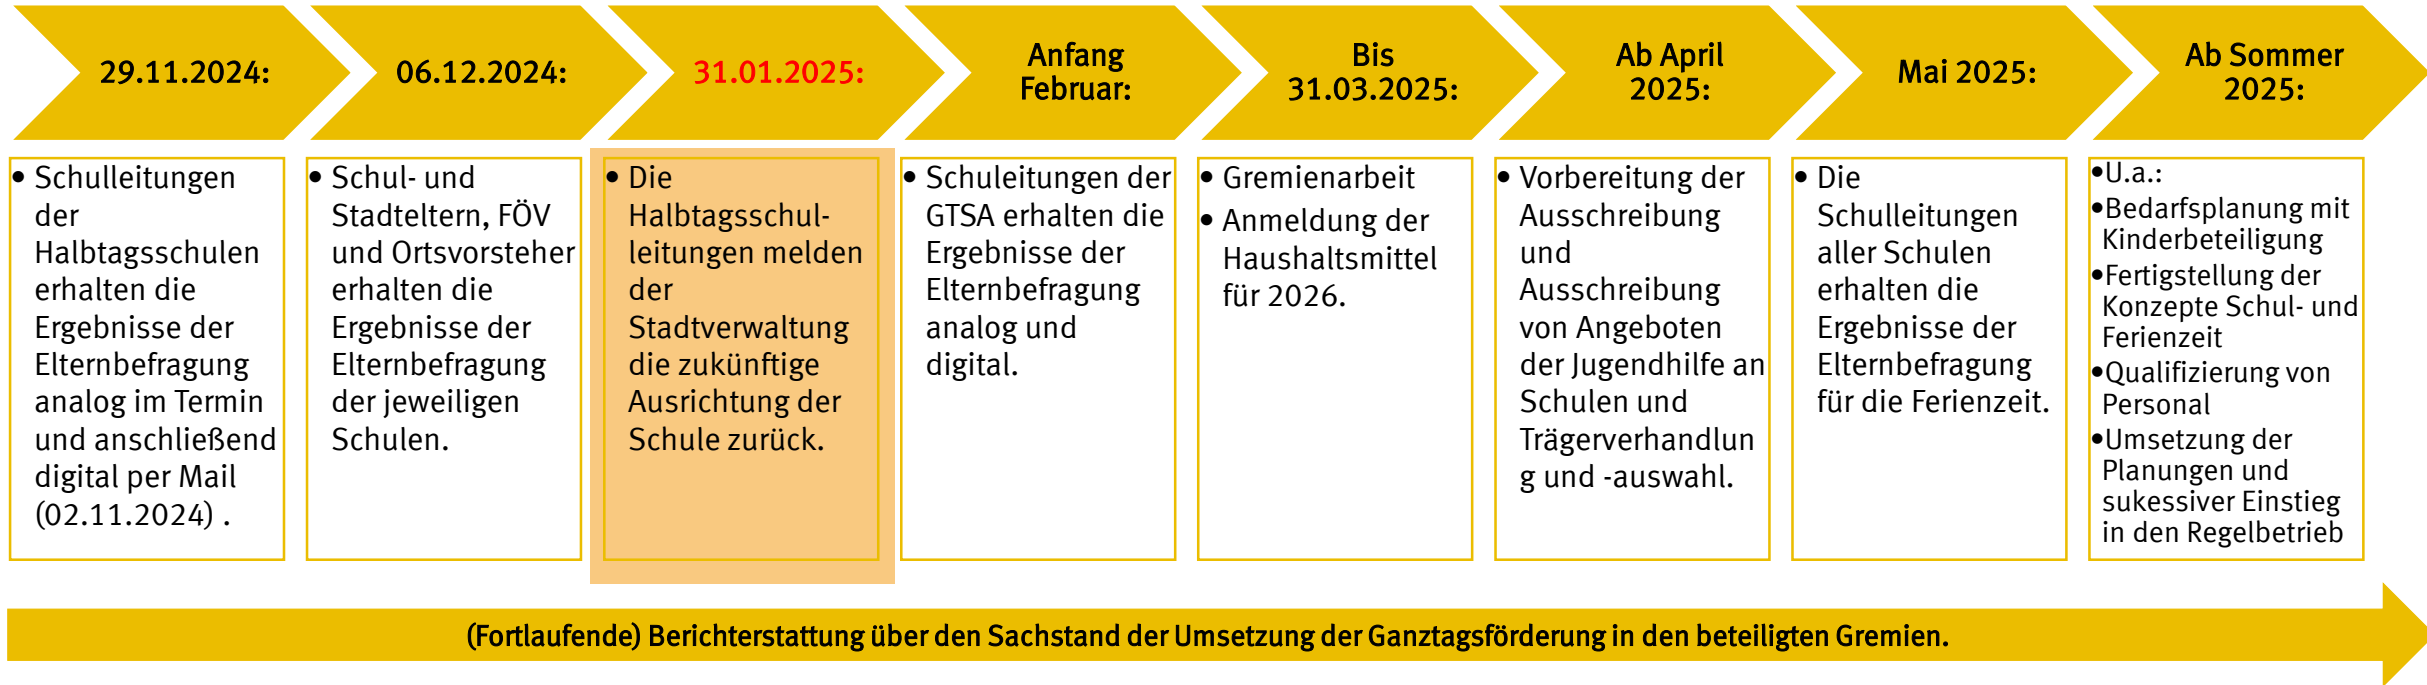 29.11.2024:
06.12.2024:
31.01.2025:
Anfang
Februar:
Bis
31.03.2025:
Ab April
2025:
Mai 2025:
Ab Sommer
2025:
• Schulleitungen
der
Halbtagsschulen
erhalten die
Ergebnisse der
Elternbefragung
analog im Termin
und anschließend
digital per Mail
(02.11.2024) .
• Schul- und
Stadteltern, FÖV
und Ortsvorsteher
erhalten die
Ergebnisse der
Elternbefragung
der jeweiligen
Schulen.
• Die
Halbtagsschul-
leitungen melden
der
Stadtverwaltung
die zukünftige
Ausrichtung der
Schule zurück.
• Schuleitungen der
GTSA erhalten die
Ergebnisse der
Elternbefragung
analog und
digital.
• Gremienarbeit
• Anmeldung der
Haushaltsmittel
für 2026.
• Vorbereitung der
Ausschreibung
und
Ausschreibung
von Angeboten
der Jugendhilfe an
Schulen und
Trägerverhandlun
g und -auswahl.
• Die
Schulleitungen
aller Schulen
erhalten die
Ergebnisse der
Elternbefragung
für die Ferienzeit.
•U.a.:
•Bedarfsplanung mit
Kinderbeteiligung
•Fertigstellung der
Konzepte Schul- und
Ferienzeit
•Qualifizierung von
Personal
•Umsetzung der
Planungen und
sukessiver Einstieg
in den Regelbetrieb
(Fortlaufende) Berichterstattung über den Sachstand der Umsetzung der Ganztagsförderung in den beteiligten Gremien.